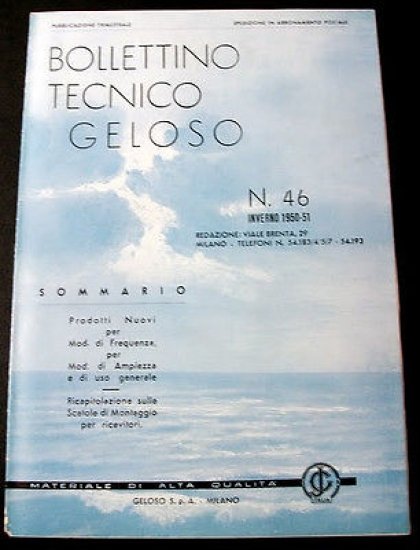 PUBBLICAZIONE TRIMESTRALE
SPEDIZIONE IN ABBONAMENTO POSTALE
BOLLETTINO
TECNICO
GELOSO
N. 46
INVERNO 1950-51
REDAZIONE: VIALE BRENTA, 29
MILANO - TELEFONI N. 54.183/4/5/7 - 54.193
SOMMARIO
Prodotti Nuovi
per
Mod. di Frequenza,
per
Mod. di Ampiezza
e di uso generale
Ricapitolazione sulle
Scatole di Montaggio
per ricevitori.
MATERIALE DI ALTA QUALITÀ
GELOSO S.p.A. - MILANO